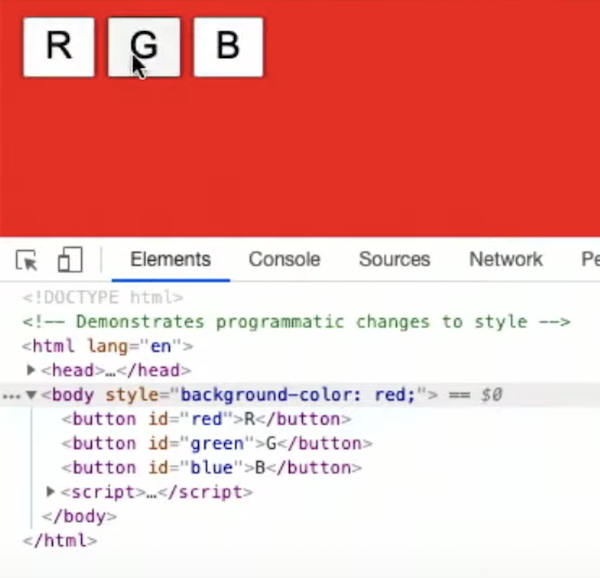 R G B
Elements Console Sources Network Pe
<!DOCTYPE html>
<!-- Demonstrates programmatic changes to style -->
<html lang="en">
<head>…</head>
<body style="background-color: red;"> == $0
<button id="red">R</button>
<button id="green">G</button>
<button id="blue">B</button>
<script>…</script>
</body>
</html>